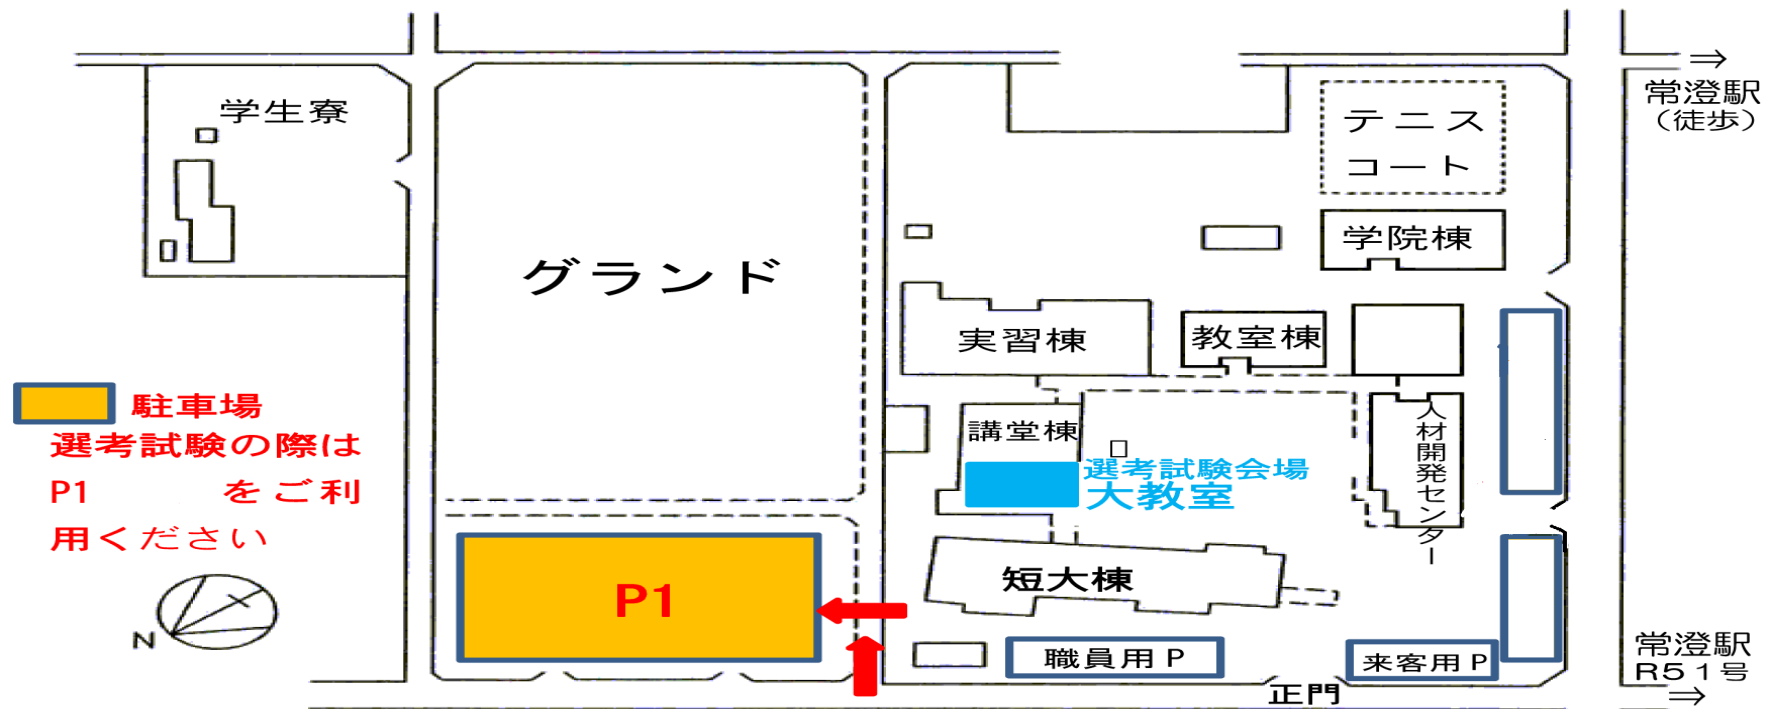 学生寮
グランド
テニス
コート
⇒
常澄駅
（徒歩）
学院棟
実習棟
教室棟
駐車場
選考試験の際は
P1 をご利
用ください
講堂棟
選考試験会場
大教室
人材開発センター
P1
短大棟
N
職員用P
来客用P
正門
常澄駅
R51号
⇒